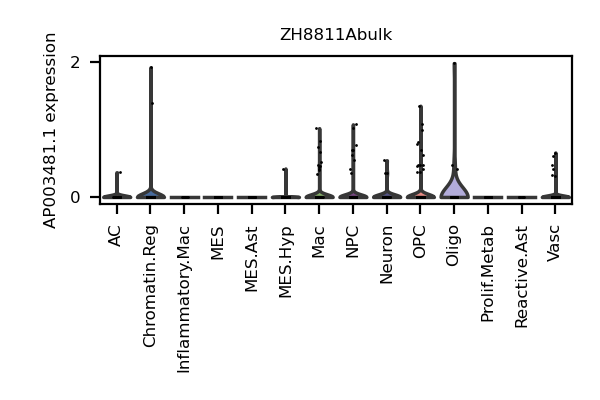 ZH8811Abulk
AP003481.1 expression
2
0
AC
Chromatin.Reg
Inflammatory.Mac
MES
MES.Ast
MES.Hyp
Mac
NPC
Neuron
OPC
Oligo
Prolif.Metab
Reactive.Ast
Vasc